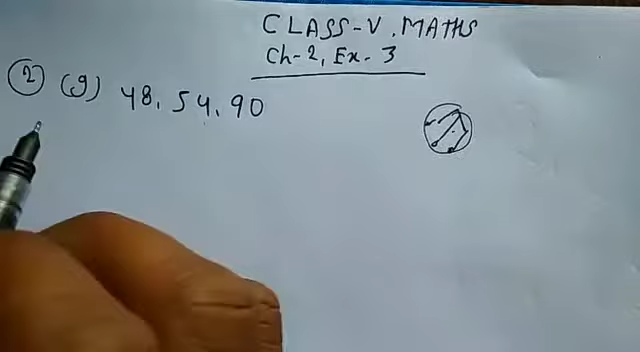 CLASS-V. MATHS
Ch-2, Ex-3
(2) (g) 48, 54, 90